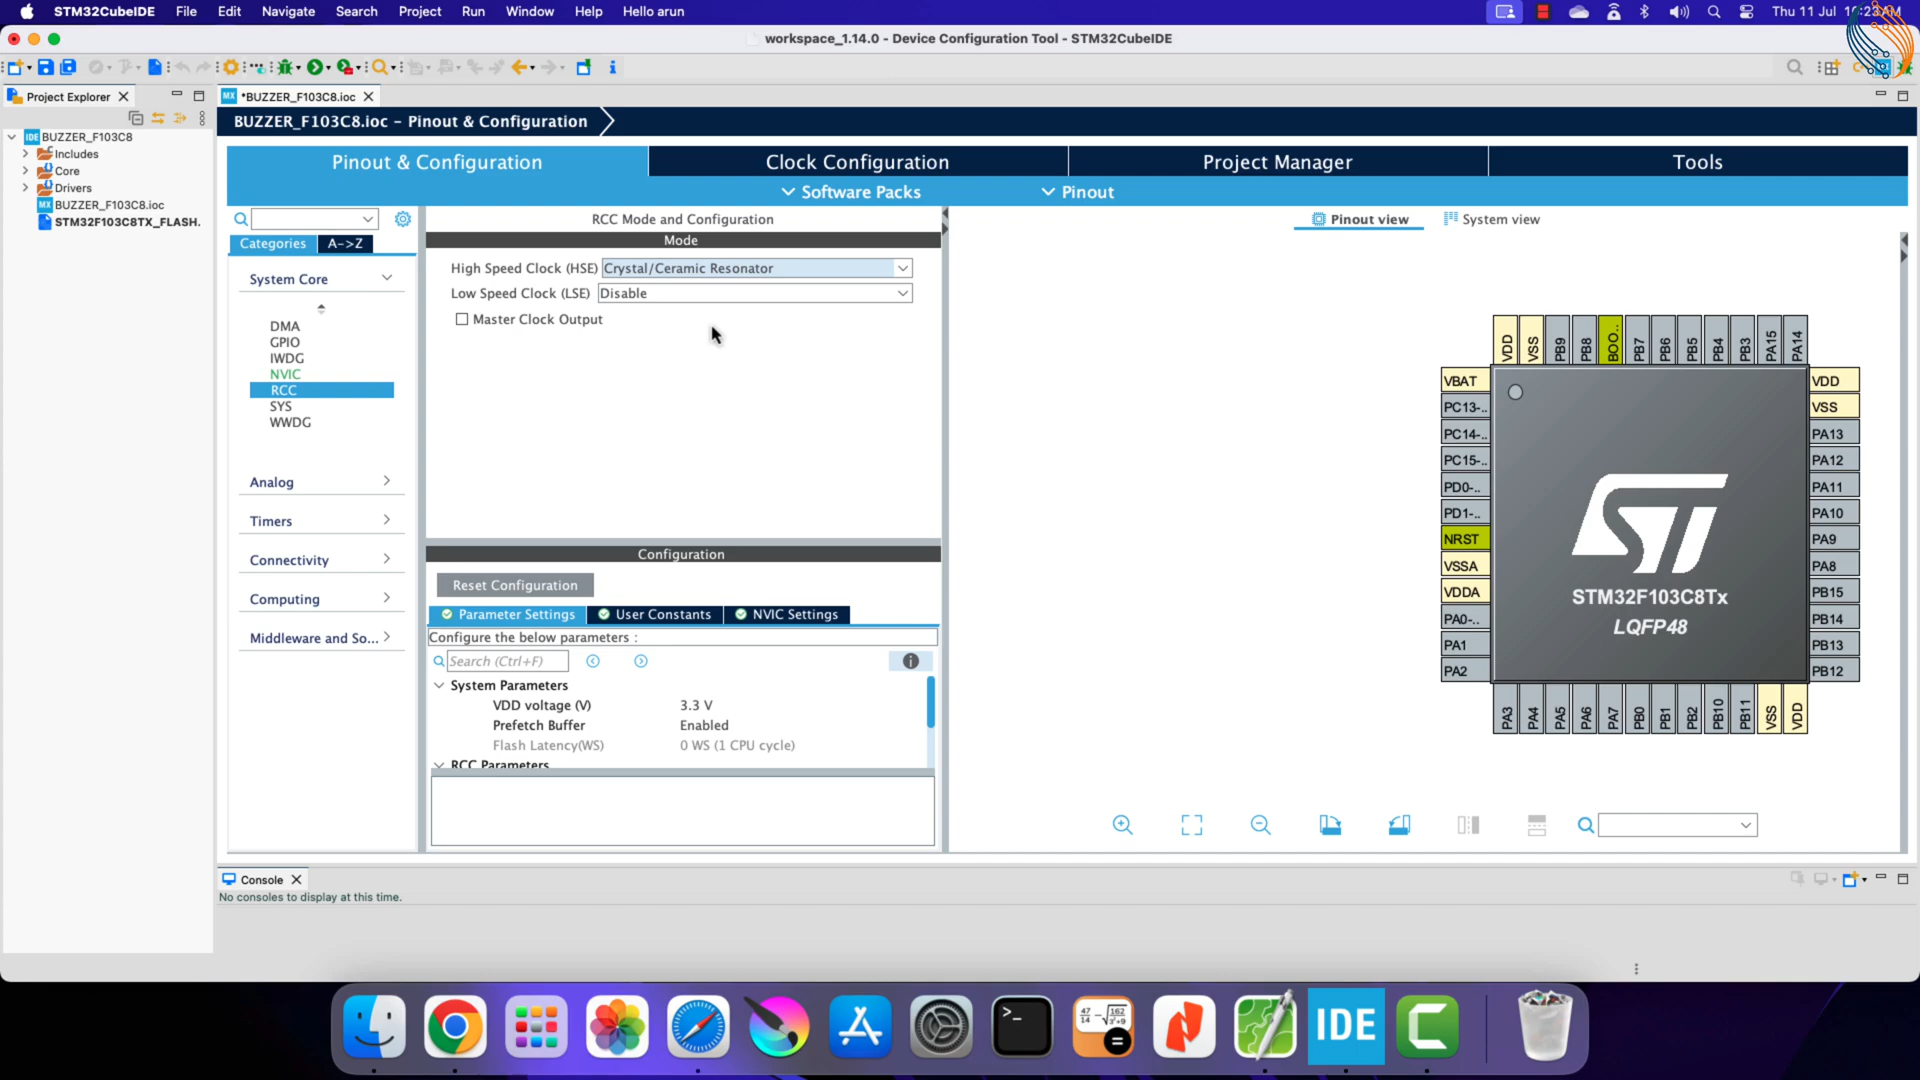 STM32CubeIDE File Edit Navigate Search Project Run Window Help Hello arun
Thu 11 Jul
workspace_1.14.0 - Device Configuration Tool - STM32CubeIDE
Project Explorer
*BUZZER_F103C8.ioc
BUZZER_F103C8.ioc – Pinout & Configuration
IDE BUZZER_F103C8
Includes
Core
Drivers
MX BUZZER_F103C8.ioc
STM32F103C8TX_FLASH.
Pinout & Configuration
Clock Configuration
Project Manager
Tools
Software Packs
Pinout
Categories
A->Z
System Core
DMA
GPIO
IWDG
NVIC
RCC
SYS
WWDG
Analog
Timers
Connectivity
Computing
Middleware and So...
RCC Mode and Configuration
Mode
High Speed Clock (HSE) Crystal/Ceramic Resonator
Low Speed Clock (LSE) Disable
Master Clock Output
Configuration
Reset Configuration
Parameter Settings
User Constants
NVIC Settings
Configure the below parameters :
Search (Ctrl+F)
System Parameters
VDD voltage (V) 3.3 V
Prefetch Buffer Enabled
Flash Latency(WS) 0 WS (1 CPU cycle)
RCC Parameters
Pinout view
System view
VDD
VSS
PB9
PB8
BOO..
PB7
PB6
PB5
PB4
PB3
PA15
PA14
VBAT
PC13-..
PC14-..
PC15-..
PD0-..
PD1-..
NRST
VSSA
VDDA
PA0-..
PA1
PA2
VDD
VSS
PA13
PA12
PA11
PA10
PA9
PA8
PB15
PB14
PB13
PB12
PA3
PA4
PA5
PA6
PA7
PB0
PB1
PB2
PB10
PB11
VSS
VDD
STM32F103C8Tx
LQFP48
Console
No consoles to display at this time.
IDE